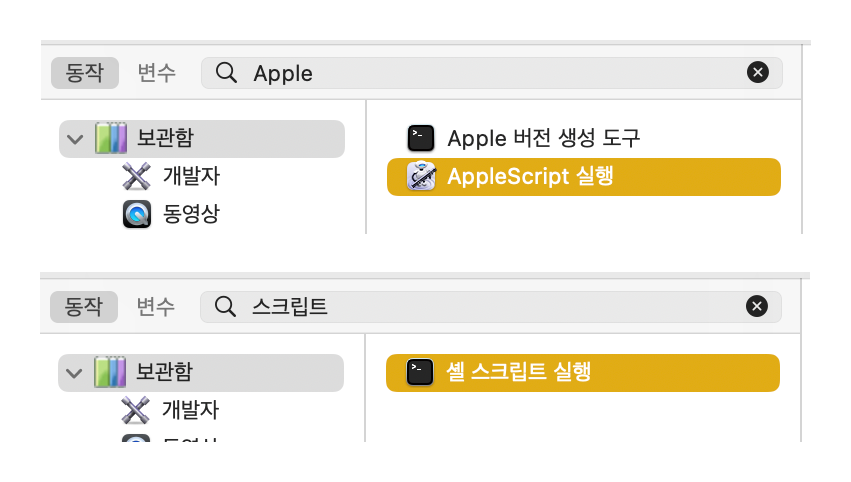 동작 변수 Apple
보관함
Apple 버전 생성 도구
개발자
AppleScript 실행
동영상
동작 변수 스크립트
보관함
셸 스크립트 실행
개발자